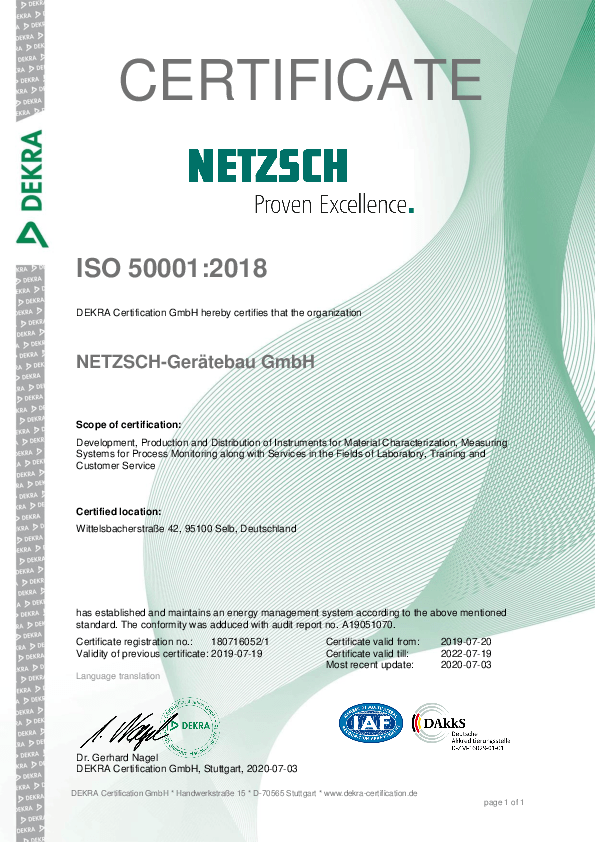 CERTIFICATE
NETZSCH
Proven Excellence.
DEKRA
ISO 50001:2018
DEKRA Certification GmbH hereby certifies that the organization
NETZSCH-Gerätebau GmbH
Scope of certification:
Development, Production and Distribution of Instruments for Material Characterization, Measuring
Systems for Process Monitoring along with Services in the Fields of Laboratory, Training and
Customer Service
Certified location:
Wittelsbacherstraße 42, 95100 Selb, Deutschland
has established and maintains an energy management system according to the above mentioned
standard. The conformity was adduced with audit report no. A19051070.
Certificate registration no.: 180716052/1 Certificate valid from: 2019-07-20
Validity of previous certificate: 2019-07-19 Certificate valid till: 2022-07-19
Most recent update: 2020-07-03
Language translation
DEKRA
IAF
DAkkS
Deutsche
Akkreditierungsstelle
D-ZM-16029-01-01
Dr. Gerhard Nagel
DEKRA Certification GmbH, Stuttgart, 2020-07-03
DEKRA Certification GmbH * Handwerkstraße 15 * D-70565 Stuttgart * www.dekra-certification.de
page 1 of 1